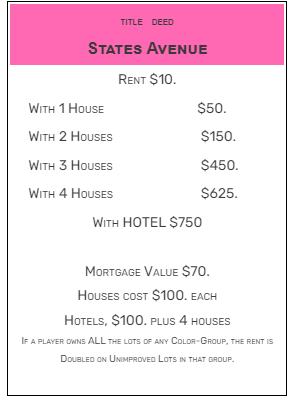 TITLE DEED
STATES AVENUE
RENT $10.
WITH 1 HOUSE $50.
WITH 2 HOUSES $150.
WITH 3 HOUSES $450.
WITH 4 HOUSES $625.
WITH HOTEL $750
MORTGAGE VALUE $70.
HOUSES COST $100. EACH
HOTELS, $100. PLUS 4 HOUSES
IF A PLAYER OWNS ALL THE LOTS OF ANY COLOR-GROUP, THE RENT IS
DOUBLED ON UNIMPROVED LOTS IN THAT GROUP.